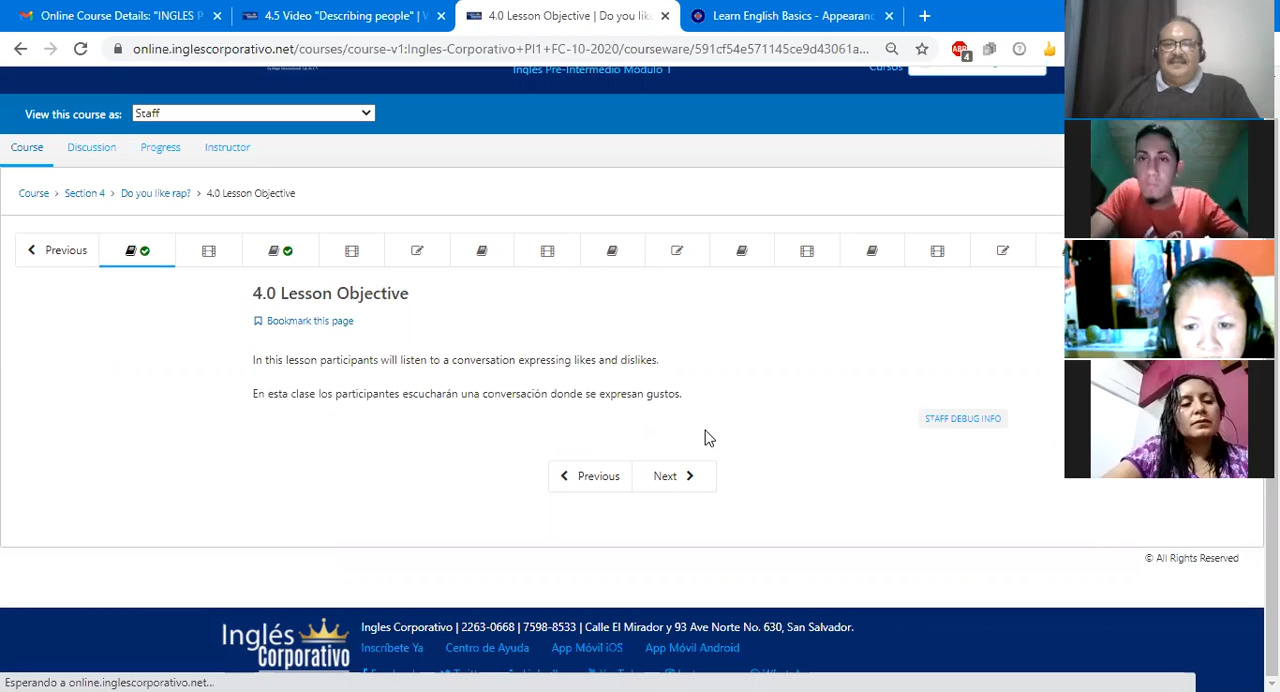 Online Course Details: "INGLES P
4.5 Video "Describing people" | W
4.0 Lesson Objective | Do you like
Learn English Basics - Appearanc
online.inglescorporativo.net/courses/course-v1:Ingles-Corporativo+PI1+FC-10-2020/courseware/591cf54e571145ce9d43061a...
ABP
4
Ingles Pre-Intermedio Modulo 1
Cursos
View this course as: Staff
Course Discussion Progress Instructor
Course > Section 4 > Do you like rap? > 4.0 Lesson Objective
Previous
4.0 Lesson Objective
Bookmark this page
In this lesson participants will listen to a conversation expressing likes and dislikes.
En esta clase los participantes escucharán una conversación donde se expresan gustos.
STAFF DEBUG INFO
Previous Next
© All Rights Reserved
Inglés Corporativo
Ingles Corporativo | 2263-0668 | 7598-8533 | Calle El Mirador y 93 Ave Norte No. 630, San Salvador.
Inscríbete Ya Centro de Ayuda App Móvil iOS App Móvil Android
Esperando a online.inglescorporativo.net...